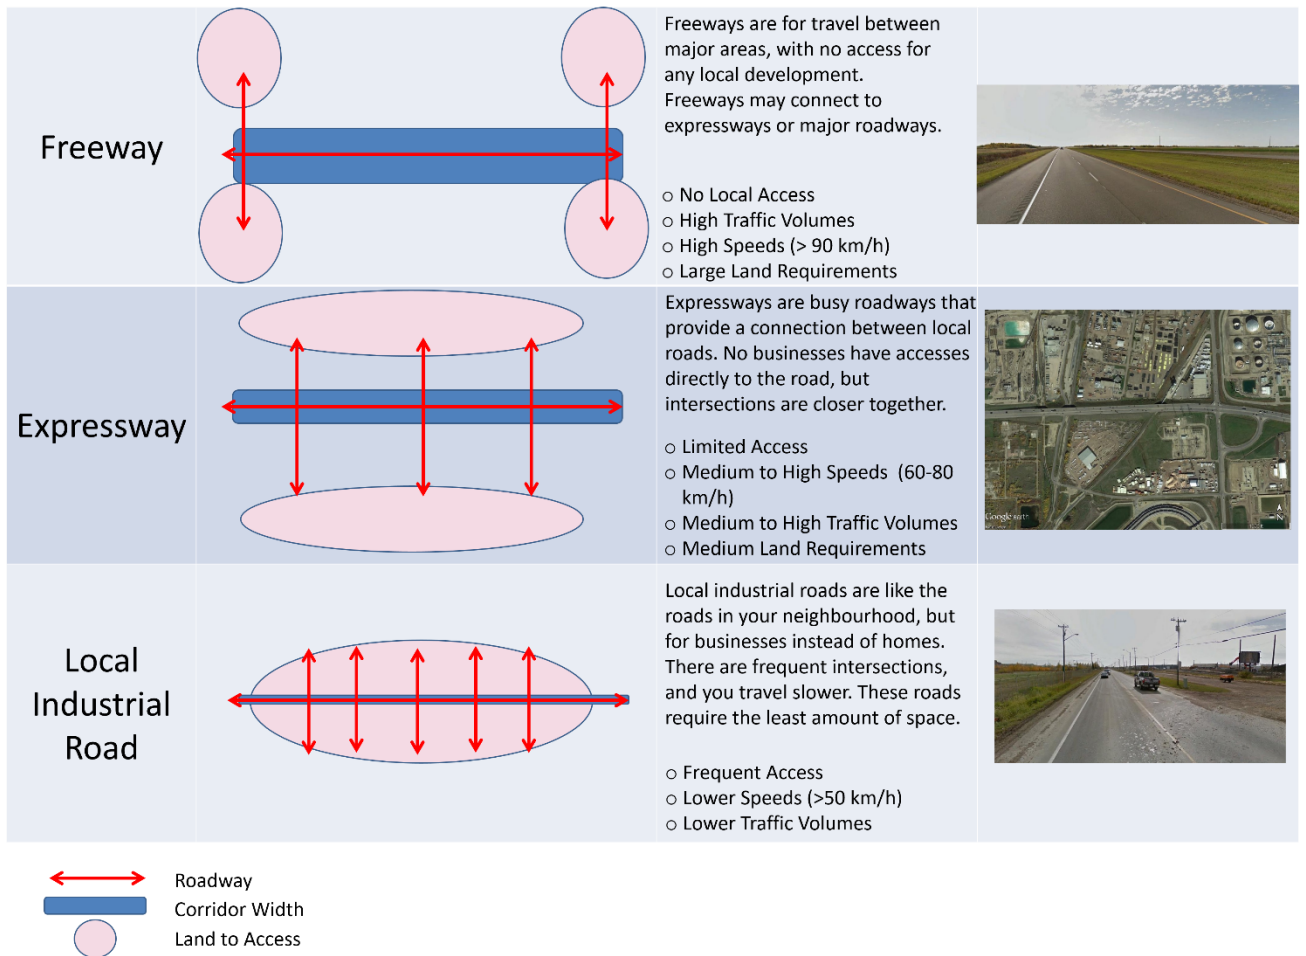 Freeway
Freeways are for travel between
major areas, with no access for
any local development.
Freeways may connect to
expressways or major roadways.
o No Local Access
o High Traffic Volumes
o High Speeds (> 90 km/h)
o Large Land Requirements
Expressway
Expressways are busy roadways that
provide a connection between local
roads. No businesses have accesses
directly to the road, but
intersections are closer together.
o Limited Access
o Medium to High Speeds (60-80
km/h)
o Medium to High Traffic Volumes
o Medium Land Requirements
Google earth
N
Local
Industrial
Road
Local industrial roads are like the
roads in your neighbourhood, but
for businesses instead of homes.
There are frequent intersections,
and you travel slower. These roads
require the least amount of space.
o Frequent Access
o Lower Speeds (>50 km/h)
o Lower Traffic Volumes
Roadway
Corridor Width
Land to Access